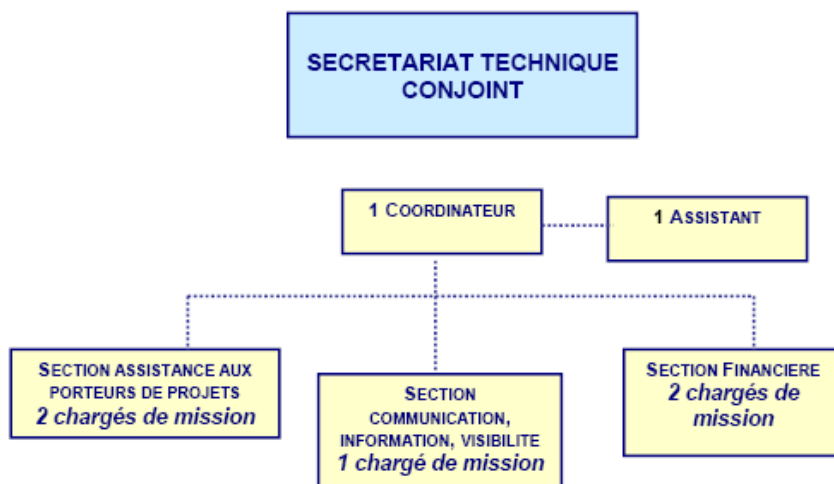 SECRETARIAT TECHNIQUE
CONJOINT
1 COORDINATEUR
1 ASSISTANT
SECTION ASSISTANCE AUX
PORTEURS DE PROJETS
2 chargés de mission
SECTION
COMMUNICATION,
INFORMATION, VISIBILITE
1 chargé de mission
SECTION FINANCIERE
2 chargés de
mission